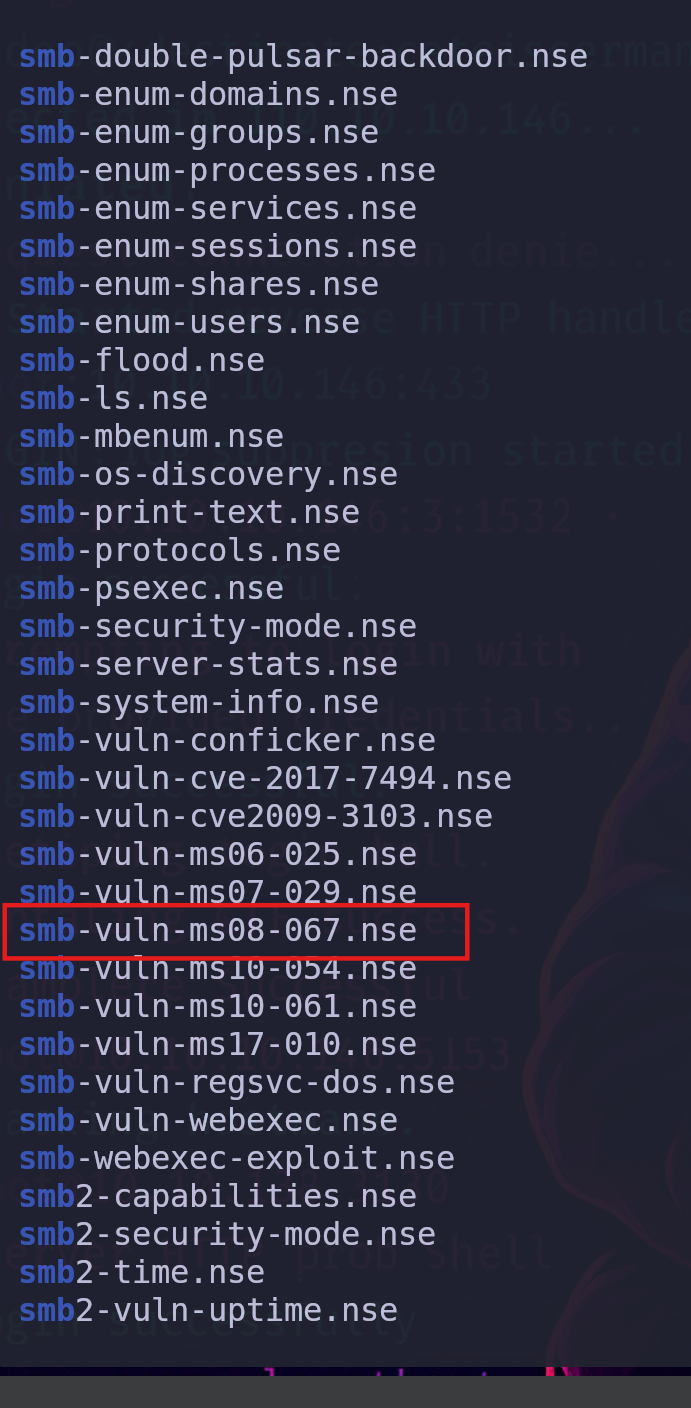 smb-double-pulsar-backdoor.nse
smb-enum-domains.nse
smb-enum-groups.nse
smb-enum-processes.nse
smb-enum-services.nse
smb-enum-sessions.nse
smb-enum-shares.nse
smb-enum-users.nse
smb-flood.nse
smb-ls.nse
smb-mbenum.nse
smb-os-discovery.nse
smb-print-text.nse
smb-protocols.nse
smb-psexec.nse
smb-security-mode.nse
smb-server-stats.nse
smb-system-info.nse
smb-vuln-conficker.nse
smb-vuln-cve-2017-7494.nse
smb-vuln-cve2009-3103.nse
smb-vuln-ms06-025.nse
smb-vuln-ms07-029.nse
smb-vuln-ms08-067.nse
smb-vuln-ms10-054.nse
smb-vuln-ms10-061.nse
smb-vuln-ms17-010.nse
smb-vuln-regsvc-dos.nse
smb-vuln-webexec.nse
smb-webexec-exploit.nse
smb2-capabilities.nse
smb2-security-mode.nse
smb2-time.nse
smb2-vuln-uptime.nse